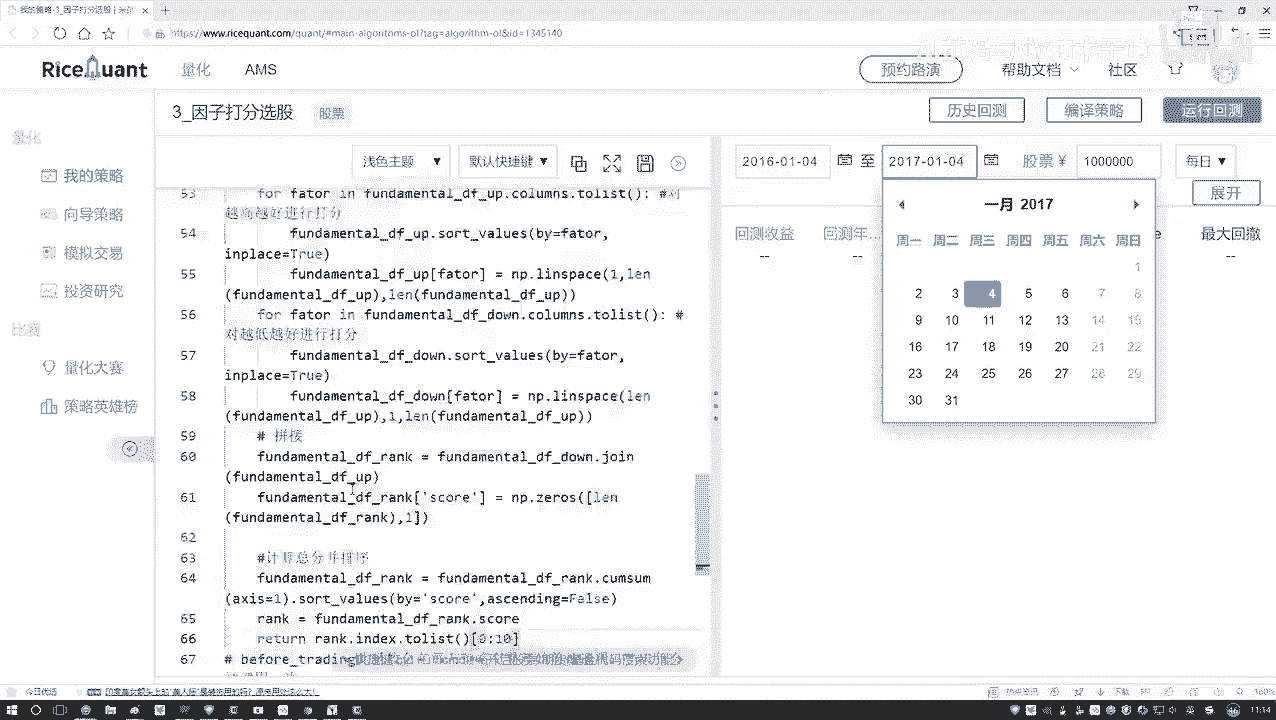 我的策略-3_因子打分选股
https://www.ricequant.com/quant/#main-algorithms-ol?tag=algorithm-ol&id=1345140
RiceQuant 量化 AMS 预约路演 帮助文档 社区
3_因子打分选股 股票 历史回测 编译策略 运行回测
量化
我的策略
向导策略
模拟交易
投资研究
比赛
量化大赛
策略英雄榜
浅色主题 默认快捷键
53 for fator in fundamental_df_up.columns.tolist(): #对
越高越好进行打分
54 fundamental_df_up.sort_values(by=fator,
inplace=True)
55 fundamental_df_up[fator] = np.linspace(1,len
(fundamental_df_up),len(fundamental_df_up))
56 for fator in fundamental_df_down.columns.tolist(): #
对越低越好进行打分
57 fundamental_df_down.sort_values(by=fator,
inplace=True)
58 fundamental_df_down[fator] = np.linspace(len
(fundamental_df_up),1,len(fundamental_df_up))
59 # 拼接
60 fundamental_df_rank = fundamental_df_down.join
(fundamental_df_up)
61 fundamental_df_rank['score'] = np.zeros([len
(fundamental_df_rank),1])
62
63 #计算总分并排序
64 fundamental_df_rank = fundamental_df_rank.cumsum
(axis=1).sort_values(by='score',ascending=False)
65 rank = fundamental_df_rank.score
66 return rank.index.tolist()[0:10]
67 # before_trading
2016-01-04 至 2017-01-04 股票 ¥ 1000000 每日
展开
回测收益 回测年... 最大回撤
-- -- --
一月 2017
周一 周二 周三 周四 周五 周六 周日
1
2 3 4 5 6 7 8
9 10 11 12 13 14 15
16 17 18 19 20 21 22
23 24 25 26 27 28 29
30 31
今日优选
100%
11:14